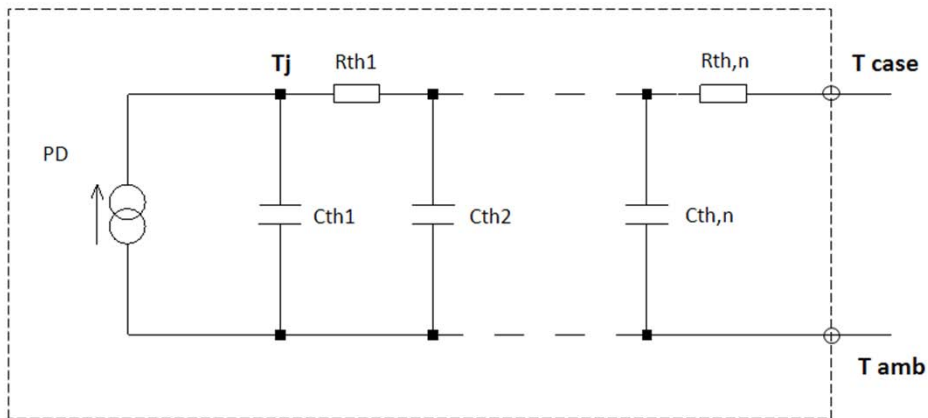 Tj
Rth1
Rth,n
T case
PD
Cth1
Cth2
Cth,n
T amb